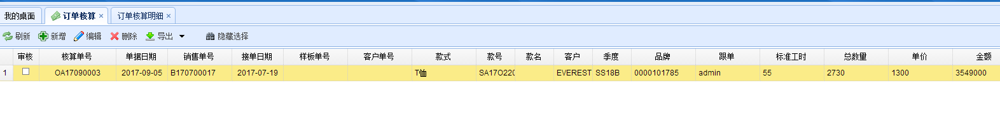 我的桌面 订单核算 × 订单核算明细 ×
刷新 新增 编辑 删除 导出 隐藏选择
审核 核算单号 单据日期 销售单号 接单日期 样板单号 客户单号 款式 款号 款名 客户 季度 品牌 跟单 标准工时 总数量 单价 金额
1 OA17090003 2017-09-05 B170700017 2017-07-19 T恤 SA17O220 EVEREST SS18B 0000101785 admin 55 2730 1300 3549000